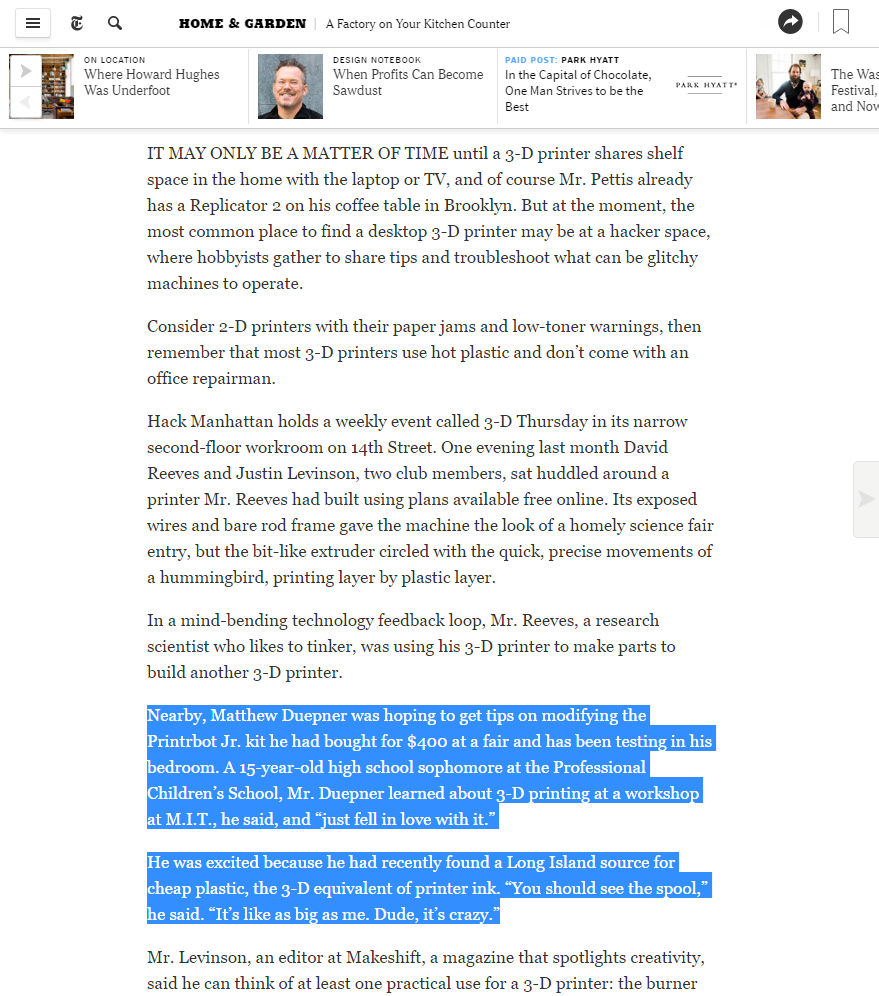 HOME & GARDEN | A Factory on Your Kitchen Counter
ON LOCATION
Where Howard Hughes
Was Underfoot
DESIGN NOTEBOOK
When Profits Can Become
Sawdust
PAID POST: PARK HYATT
In the Capital of Chocolate,
One Man Strives to be the
Best
PARK HYATT®
The Was
Festival,
and Now
IT MAY ONLY BE A MATTER OF TIME until a 3-D printer shares shelf
space in the home with the laptop or TV, and of course Mr. Pettis already
has a Replicator 2 on his coffee table in Brooklyn. But at the moment, the
most common place to find a desktop 3-D printer may be at a hacker space,
where hobbyists gather to share tips and troubleshoot what can be glitchy
machines to operate.
Consider 2-D printers with their paper jams and low-toner warnings, then
remember that most 3-D printers use hot plastic and don’t come with an
office repairman.
Hack Manhattan holds a weekly event called 3-D Thursday in its narrow
second-floor workroom on 14th Street. One evening last month David
Reeves and Justin Levinson, two club members, sat huddled around a
printer Mr. Reeves had built using plans available free online. Its exposed
wires and bare rod frame gave the machine the look of a homely science fair
entry, but the bit-like extruder circled with the quick, precise movements of
a hummingbird, printing layer by plastic layer.
In a mind-bending technology feedback loop, Mr. Reeves, a research
scientist who likes to tinker, was using his 3-D printer to make parts to
build another 3-D printer.
Nearby, Matthew Duepner was hoping to get tips on modifying the
Printrbot Jr. kit he had bought for $400 at a fair and has been testing in his
bedroom. A 15-year-old high school sophomore at the Professional
Children’s School, Mr. Duepner learned about 3-D printing at a workshop
at M.I.T., he said, and “just fell in love with it.”
He was excited because he had recently found a Long Island source for
cheap plastic, the 3-D equivalent of printer ink. “You should see the spool,”
he said. “It’s like as big as me. Dude, it’s crazy.”
Mr. Levinson, an editor at Makeshift, a magazine that spotlights creativity,
said he can think of at least one practical use for a 3-D printer: the burner